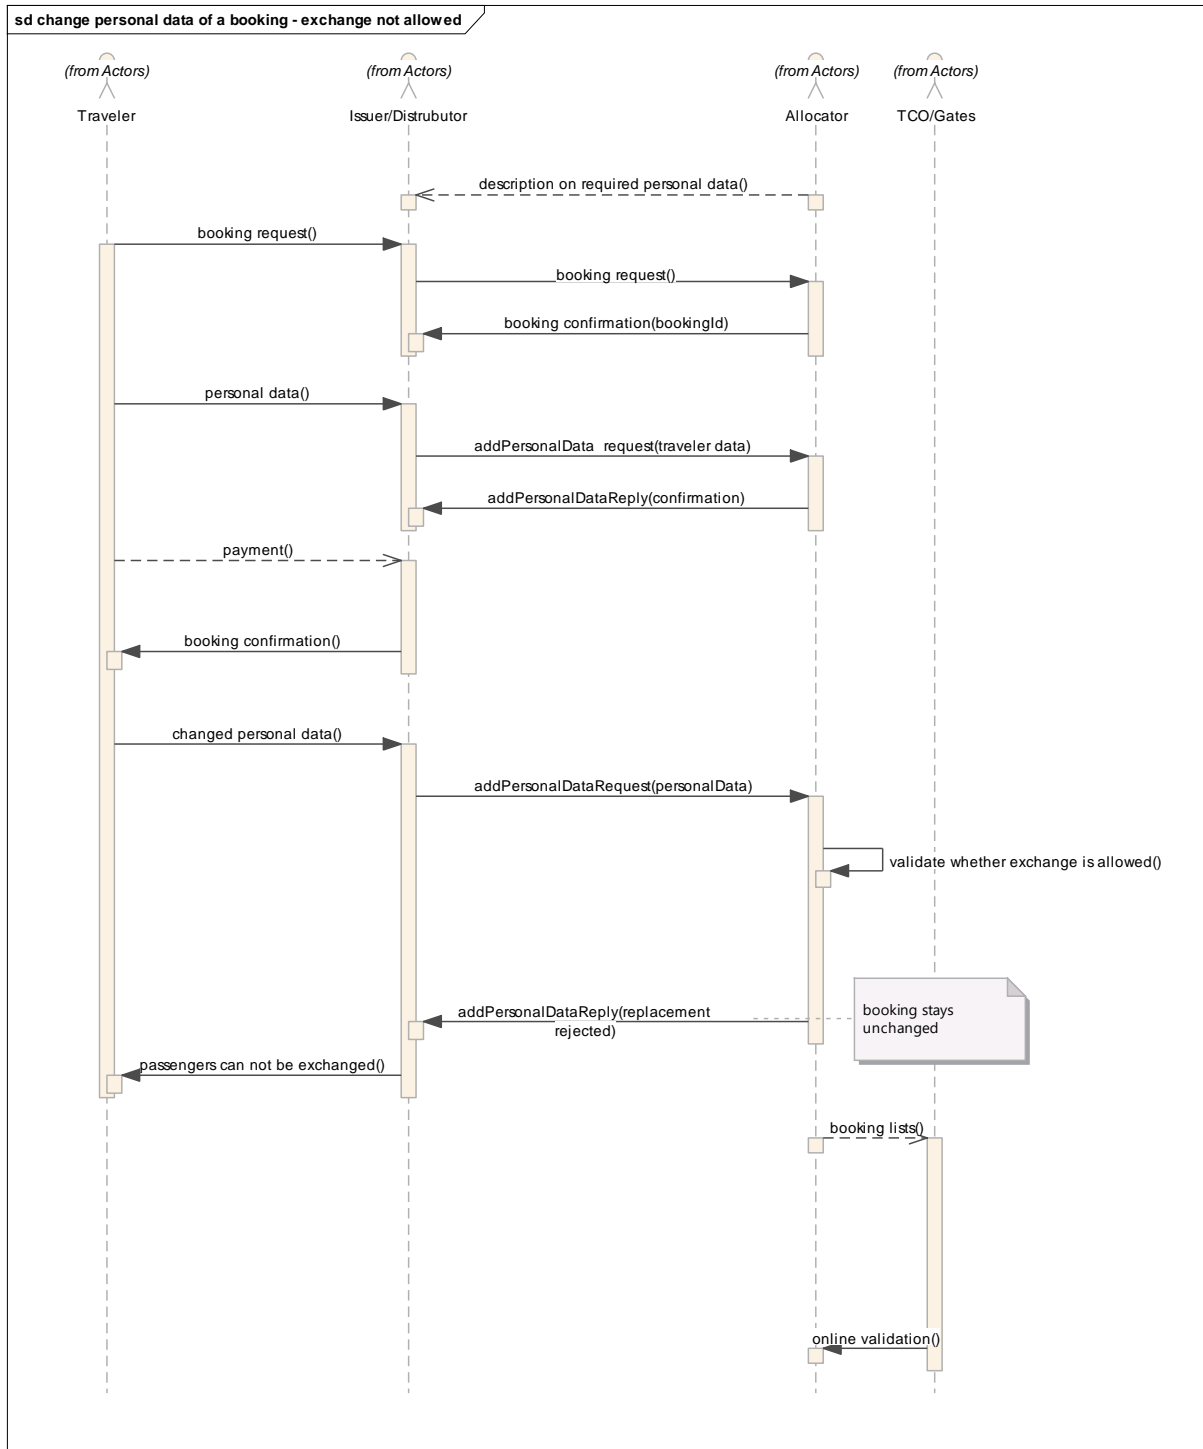 sd change personal data of a booking - exchange not allowed
(from Actors)
(from Actors)
(from Actors)
(from Actors)
Traveler
Issuer/Distrubutor
Allocator
TCO/Gates
description on required personal data()
booking request()
booking request()
booking confirmation(bookingId)
personal data()
addPersonalData request(traveler data)
addPersonalDataReply(confirmation)
payment()
booking confirmation()
changed personal data()
addPersonalDataRequest(personalData)
validate whether exchange is allowed()
booking stays
unchanged
addPersonalDataReply(replacement
rejected)
passengers can not be exchanged()
booking lists()
online validation()